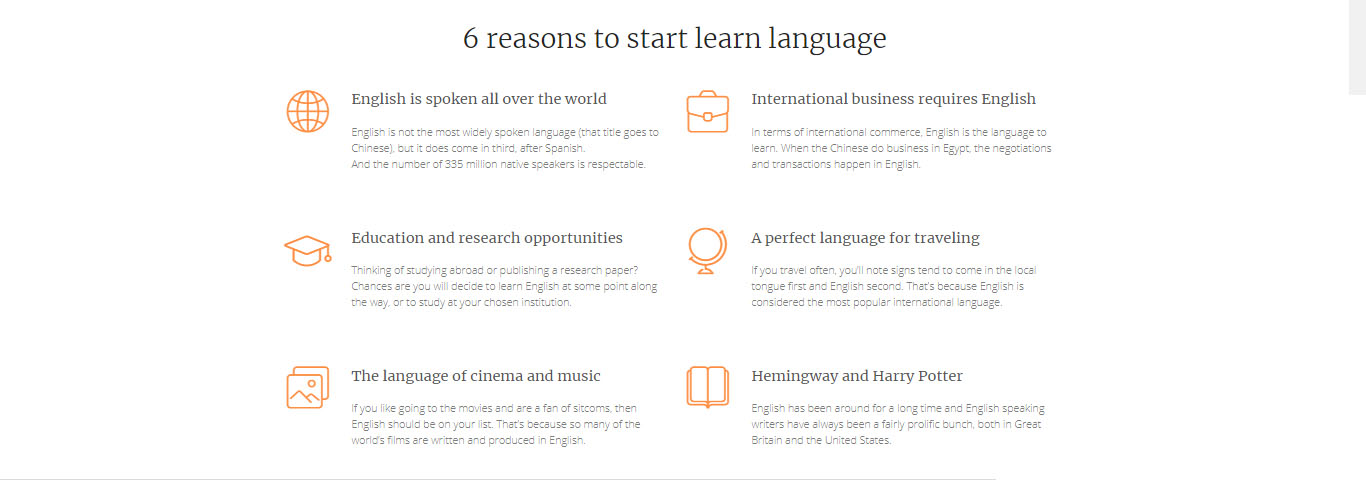 6 reasons to start learn language
English is spoken all over the world
English is not the most widely spoken language (that title goes to
Chinese), but it does come in third, after Spanish.
And the number of 335 million native speakers is respectable.
International business requires English
In terms of international commerce, English is the language to
learn. When the Chinese do business in Egypt, the negotiations
and transactions happen in English.
Education and research opportunities
Thinking of studying abroad or publishing a research paper?
Chances are you will decide to learn English at some point along
the way, or to study at your chosen institution.
A perfect language for traveling
If you travel often, you'll note signs tend to come in the local
tongue first and English second. That's because English is
considered the most popular international language.
The language of cinema and music
If you like going to the movies and are a fan of sitcoms, then
English should be on your list. That's because so many of the
world's films are written and produced in English.
Hemingway and Harry Potter
English has been around for a long time and English speaking
writers have always been a fairly prolific bunch, both in Great
Britain and the United States.